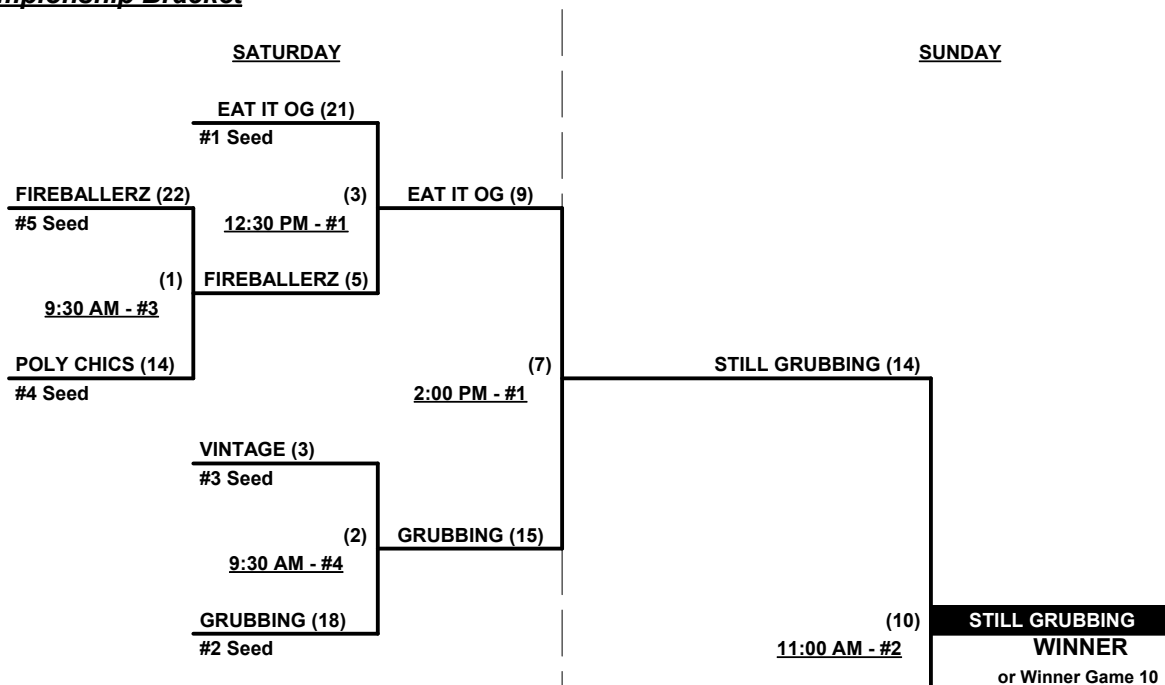 SATURDAY
SUNDAY
EAT IT OG (21)
#1 Seed
FIREBALLERZ (22)
(3)
EAT IT OG (9)
#5 Seed
12:30 PM - #1
(1)
FIREBALLERZ (5)
9:30 AM - #3
POLY CHICS (14)
(7)
STILL GRUBBING (14)
#4 Seed
2:00 PM - #1
VINTAGE (3)
#3 Seed
(2)
GRUBBING (15)
9:30 AM - #4
GRUBBING (18)
(10)
STILL GRUBBING
#2 Seed
11:00 AM - #2
WINNER
or Winner Game 10